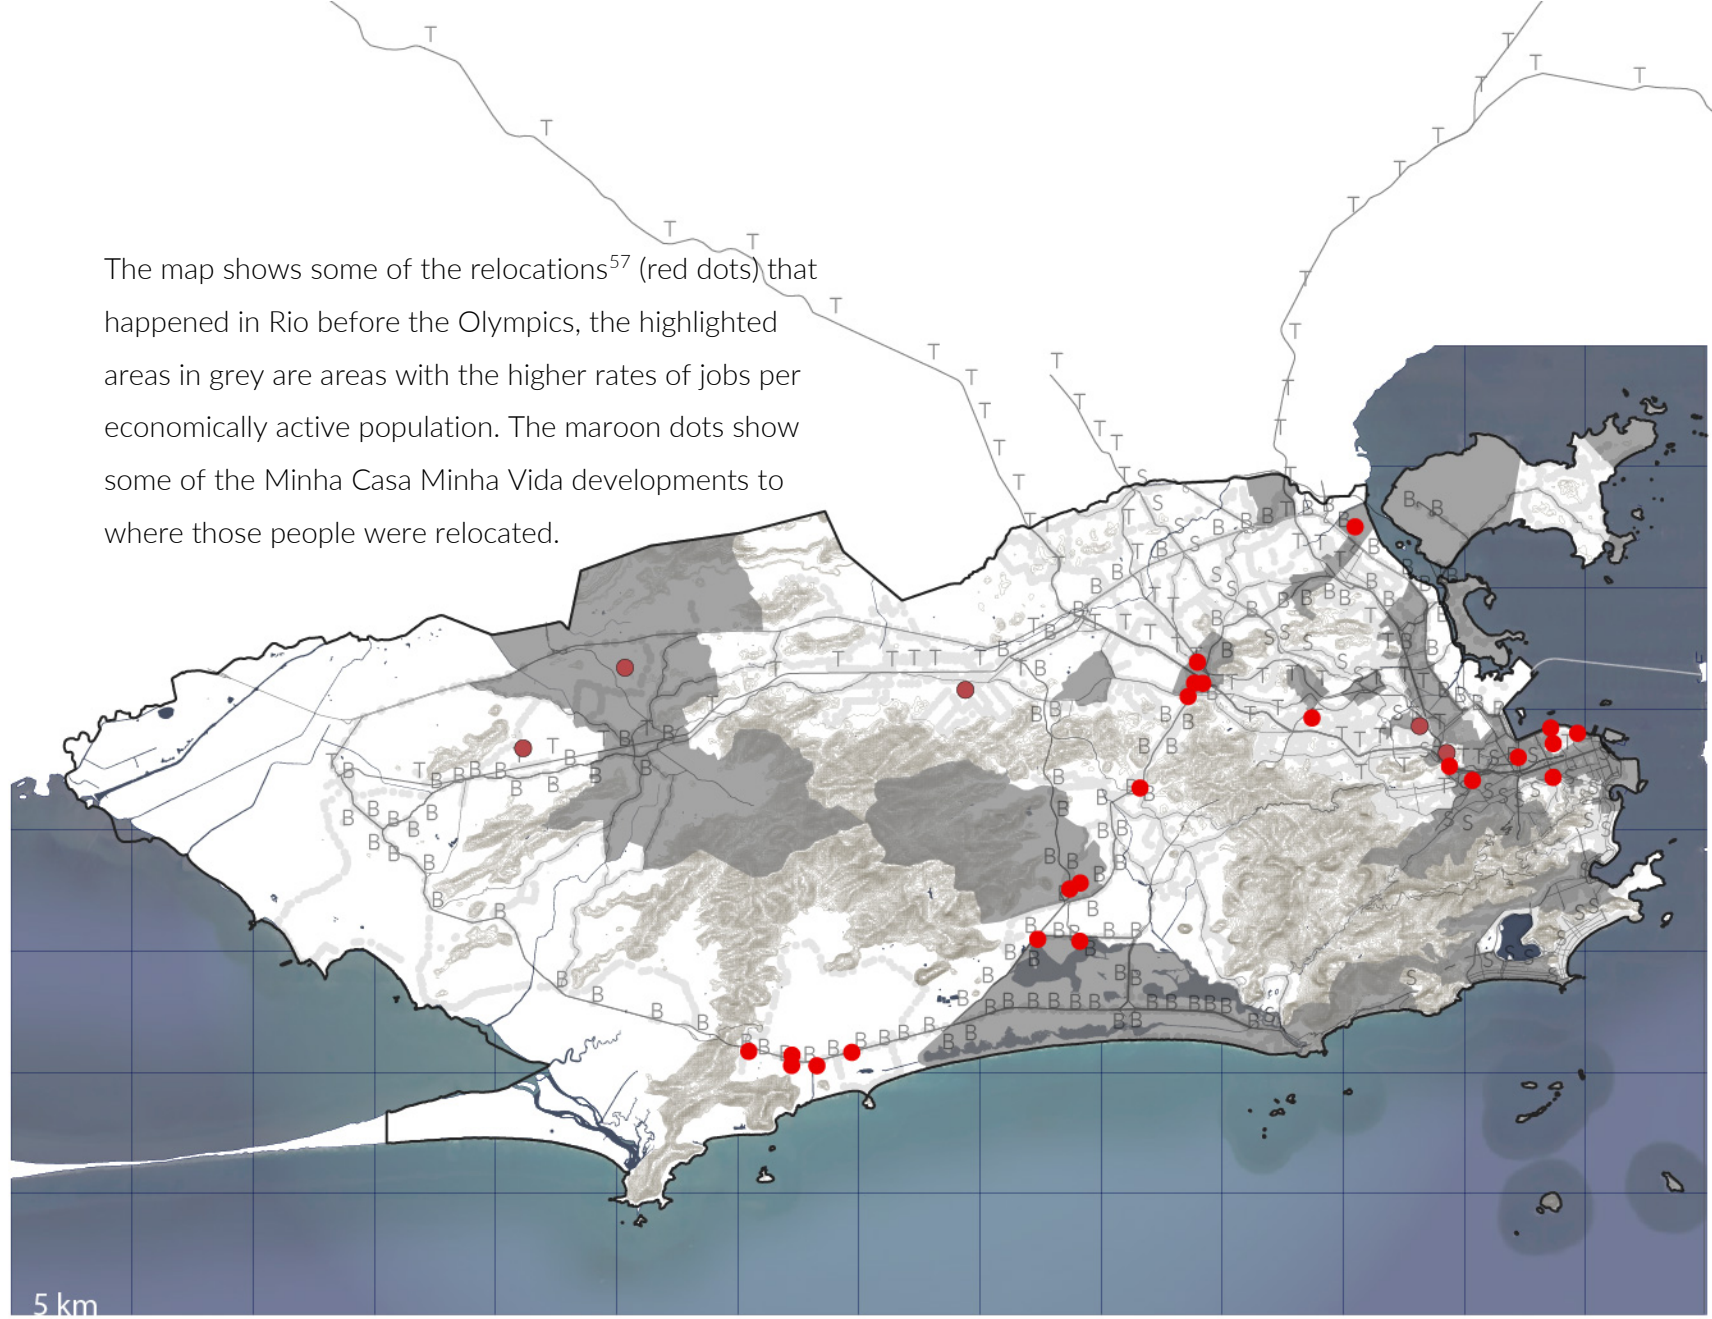 The map shows some of the relocations57 (red dots) that
happened in Rio before the Olympics, the highlighted
areas in grey are areas with the higher rates of jobs per
economically active population. The maroon dots show
some of the Minha Casa Minha Vida developments to
where those people were relocated.
5 km